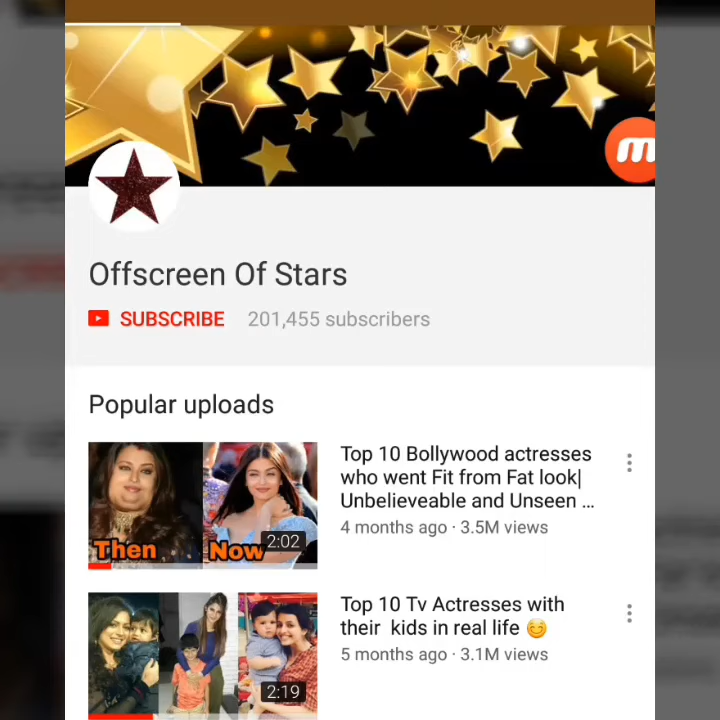 m
Offscreen Of Stars
SUBSCRIBE 201,455 subscribers
Popular uploads
Then Now 2:02
Top 10 Bollywood actresses
who went Fit from Fat look|
Unbelieveable and Unseen ...
4 months ago · 3.5M views
2:19
Top 10 Tv Actresses with
their kids in real life 😊
5 months ago · 3.1M views